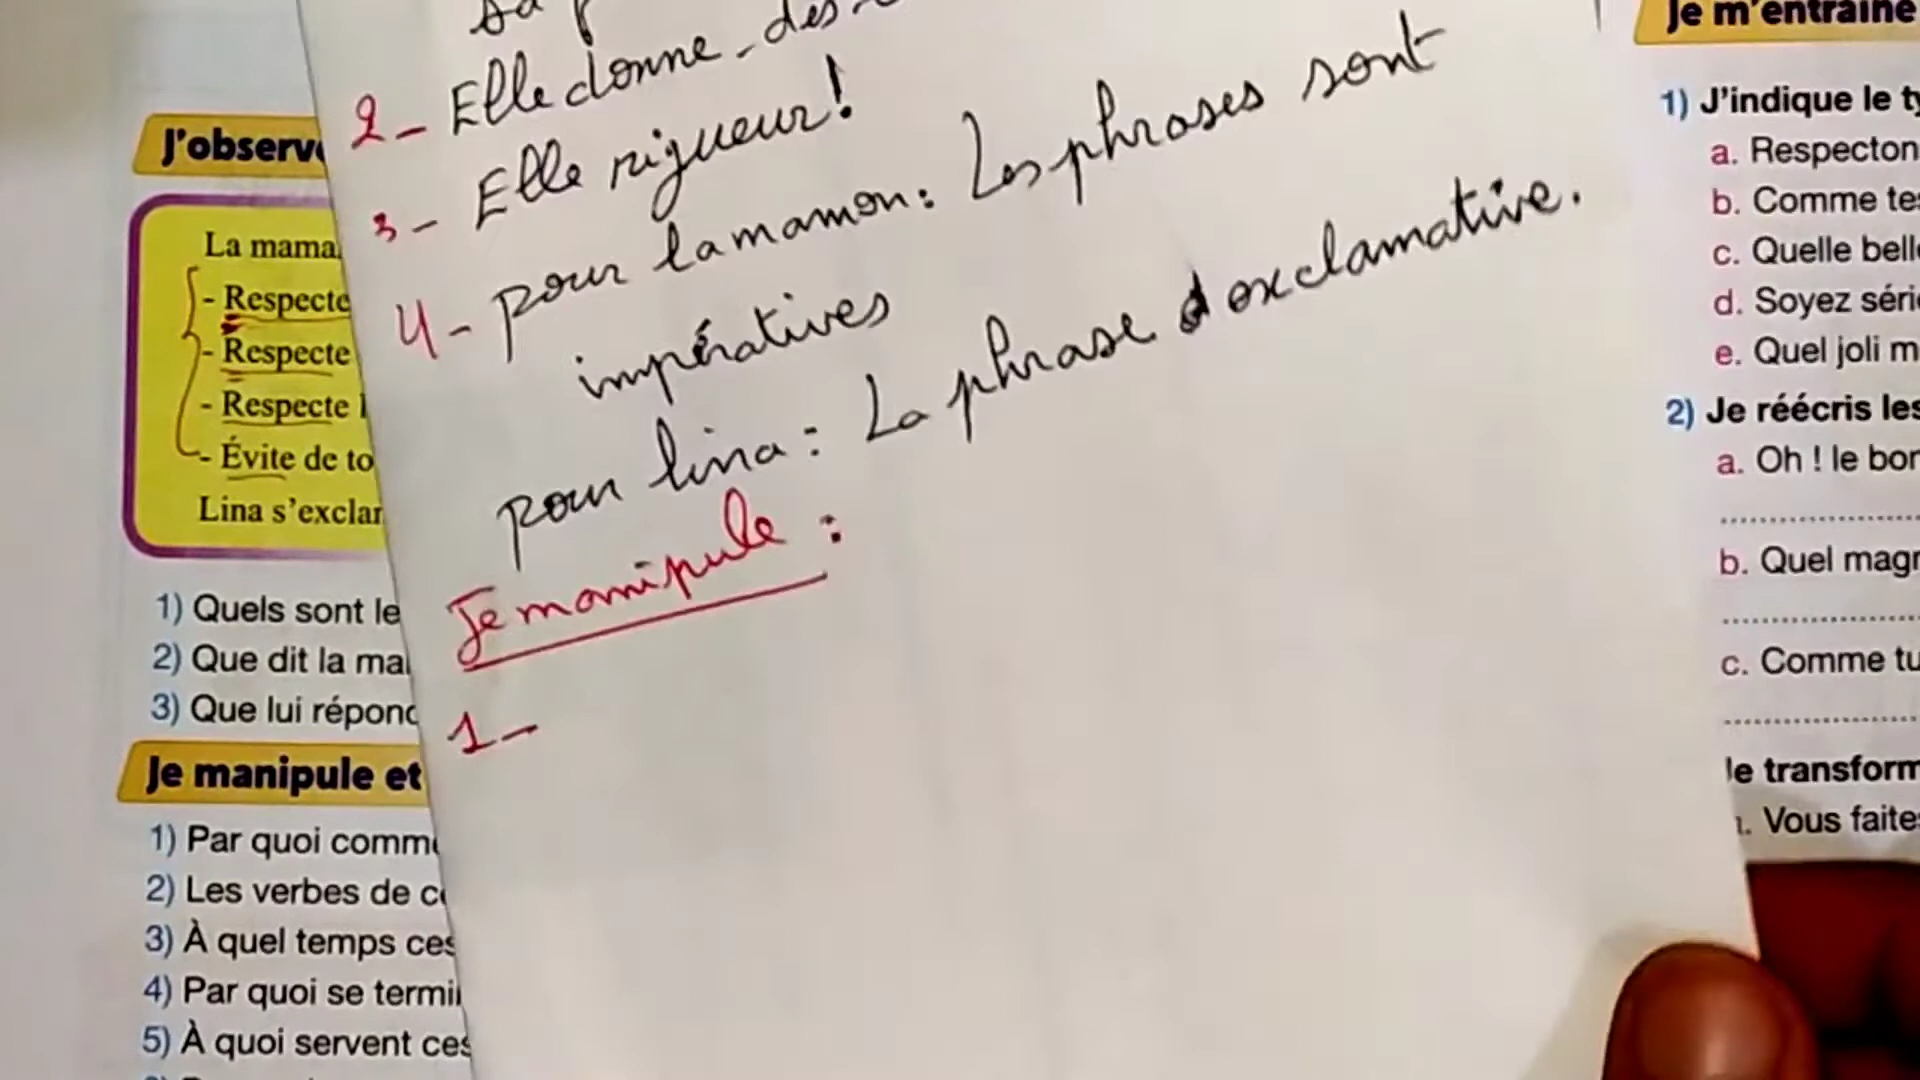 2- Elle donne des
3- Elle rigueur!
4- pour la maman: Les phrases sont
impératives
pour lina: La phrase exclamative.
Je manipule:
1-
J'observe
La mama
- Respecte
- Respecte
- Respecte l
- Évite de to
Lina s'exclar
1) Quels sont le
2) Que dit la ma
3) Que lui répond
Je manipule et
1) Par quoi comme
2) Les verbes de c
3) À quel temps ces
4) Par quoi se termi
5) À quoi servent ces
Je m'entraîne
1) J'indique le ty
a. Respecton
b. Comme tes
c. Quelle belle
d. Soyez série
e. Quel joli m
2) Je réécris les
a. Oh ! le bon
b. Quel magn
c. Comme tu
Je transform
Vous faites